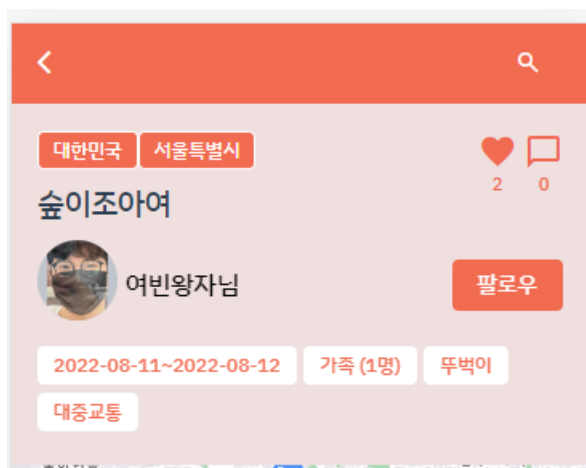 대한민국 서울특별시
2 0
숲이조아여
여빈왕자님 팔로우
2022-08-11~2022-08-12 가족 (1명) 뚜벅이
대중교통